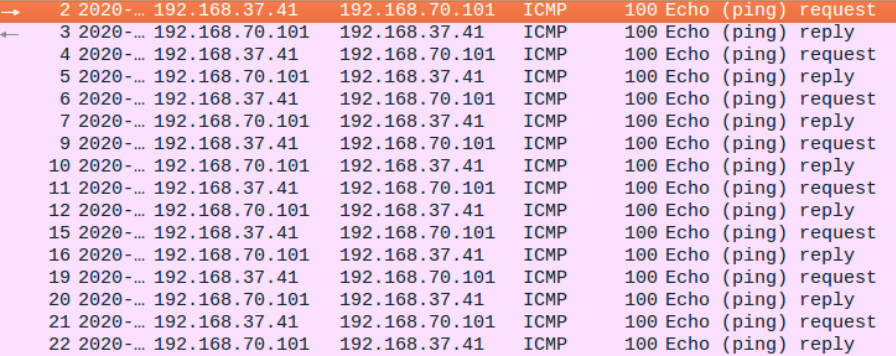 → 2 2020-… 192.168.37.41 192.168.70.101 ICMP 100 Echo (ping) request
← 3 2020-… 192.168.70.101 192.168.37.41 ICMP 100 Echo (ping) reply
4 2020-… 192.168.37.41 192.168.70.101 ICMP 100 Echo (ping) request
5 2020-… 192.168.70.101 192.168.37.41 ICMP 100 Echo (ping) reply
6 2020-… 192.168.37.41 192.168.70.101 ICMP 100 Echo (ping) request
7 2020-… 192.168.70.101 192.168.37.41 ICMP 100 Echo (ping) reply
9 2020-… 192.168.37.41 192.168.70.101 ICMP 100 Echo (ping) request
10 2020-… 192.168.70.101 192.168.37.41 ICMP 100 Echo (ping) reply
11 2020-… 192.168.37.41 192.168.70.101 ICMP 100 Echo (ping) request
12 2020-… 192.168.70.101 192.168.37.41 ICMP 100 Echo (ping) reply
15 2020-… 192.168.37.41 192.168.70.101 ICMP 100 Echo (ping) request
16 2020-… 192.168.70.101 192.168.37.41 ICMP 100 Echo (ping) reply
19 2020-… 192.168.37.41 192.168.70.101 ICMP 100 Echo (ping) request
20 2020-… 192.168.70.101 192.168.37.41 ICMP 100 Echo (ping) reply
21 2020-… 192.168.37.41 192.168.70.101 ICMP 100 Echo (ping) request
22 2020-… 192.168.70.101 192.168.37.41 ICMP 100 Echo (ping) reply